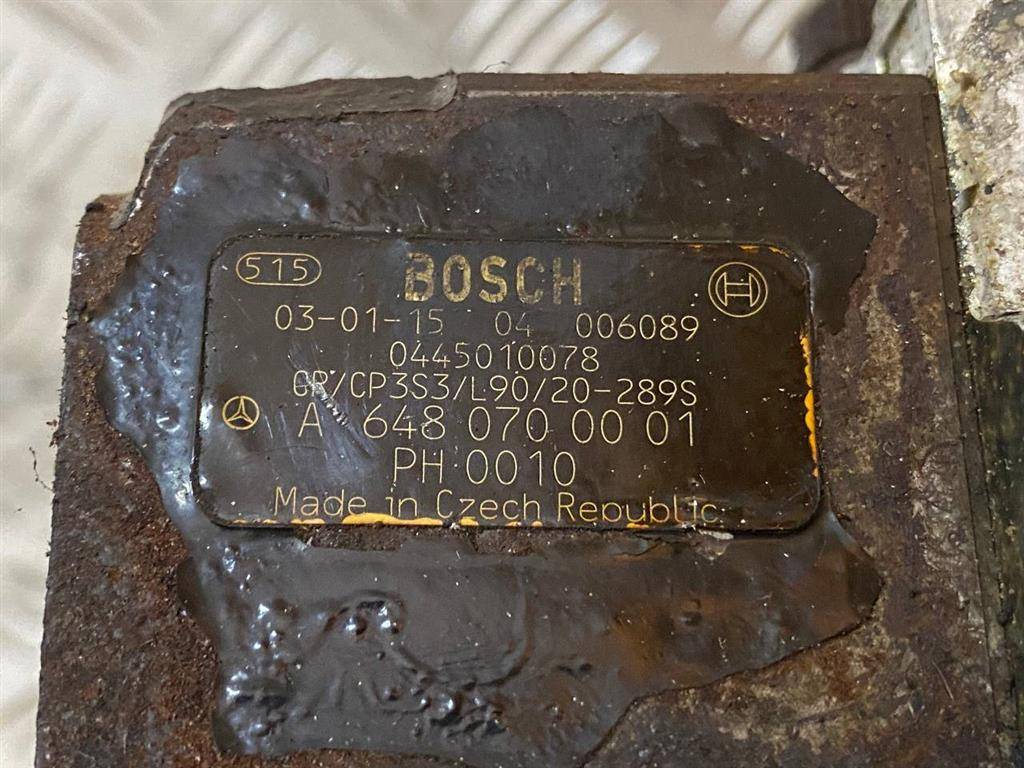 515 BOSCH
03-01-15 04 006089
0445010078
CR/CP3S3/L90/20-289S
A 648 070 00 01
PH 0010
Made in Czech Republic